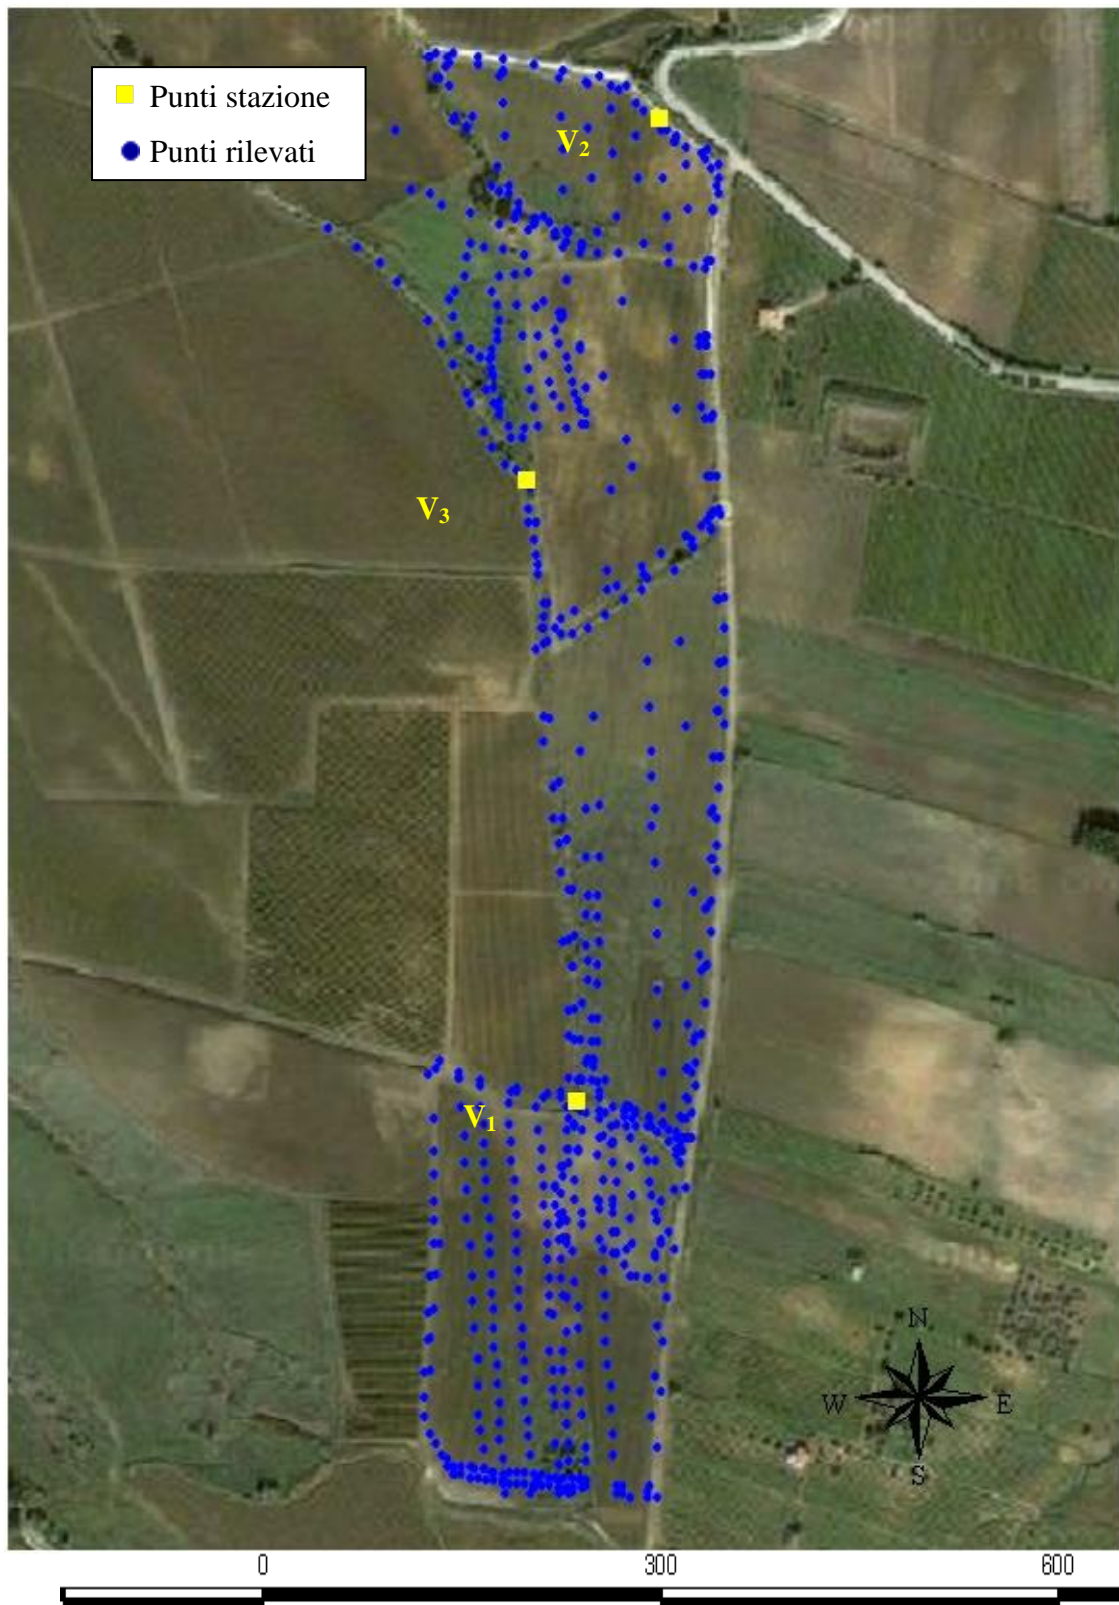 Punti stazione
Punti rilevati
V₂
V₃
V₁
N
W E
S
0 300 600